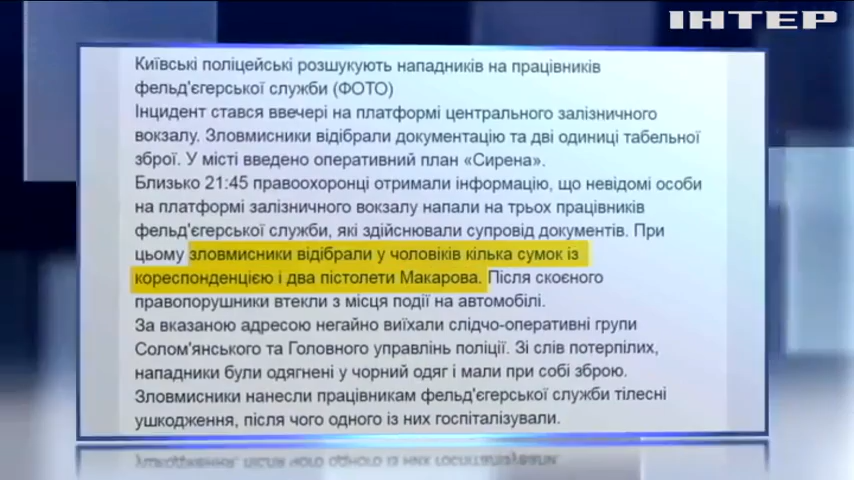 ІНТЕР
Київські поліцейські розшукують нападників на працівників
фельд'єгерської служби (ФОТО)
Інцидент стався ввечері на платформі центрального залізничного
вокзалу. Зловмисники відібрали документацію та дві одиниці табельної
зброї. У місті введено оперативний план «Сирена».
Близько 21:45 правоохоронці отримали інформацію, що невідомі особи
на платформі залізничного вокзалу напали на трьох працівників
фельд'єгерської служби, які здійснювали супровід документів. При
цьому зловмисники відібрали у чоловіків кілька сумок із
кореспонденцією і два пістолети Макарова. Після скоєного
правопорушники втекли з місця події на автомобілі.
За вказаною адресою негайно виїхали слідчо-оперативні групи
Солом'янського та Головного управлінь поліції. Зі слів потерпілих,
нападники були одягнені у чорний одяг і мали при собі зброю.
Зловмисники нанесли працівникам фельд'єгерської служби тілесні
ушкодження, після чого одного із них госпіталізували.